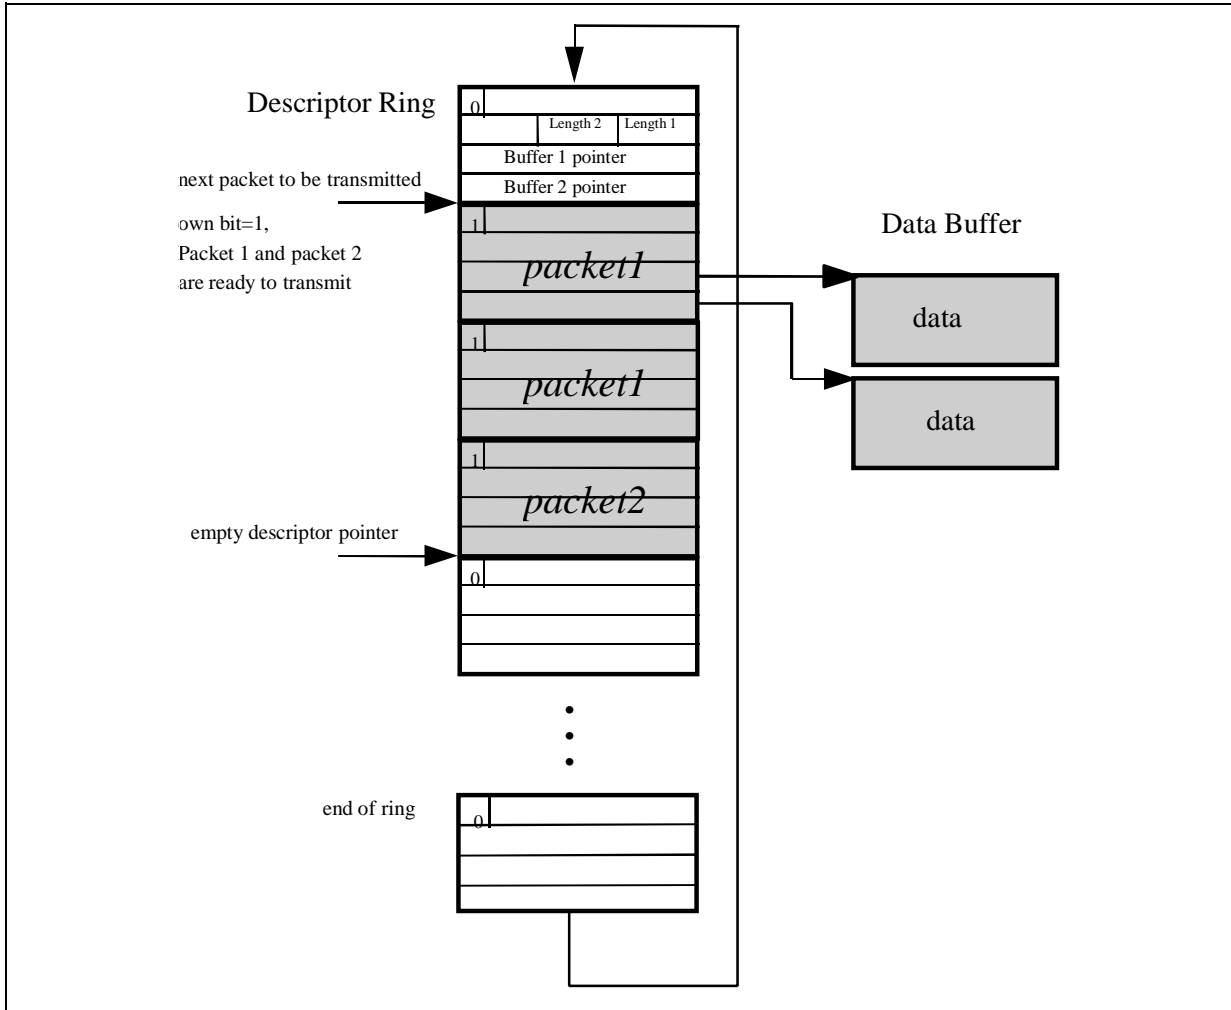 Descriptor Ring
0
Length 2 Length 1
Buffer 1 pointer
Buffer 2 pointer
next packet to be transmitted
own bit=1,
Packet 1 and packet 2
are ready to transmit
1
packet1
Data Buffer
data
1
packet1
data
1
packet2
empty descriptor pointer
0
end of ring
0